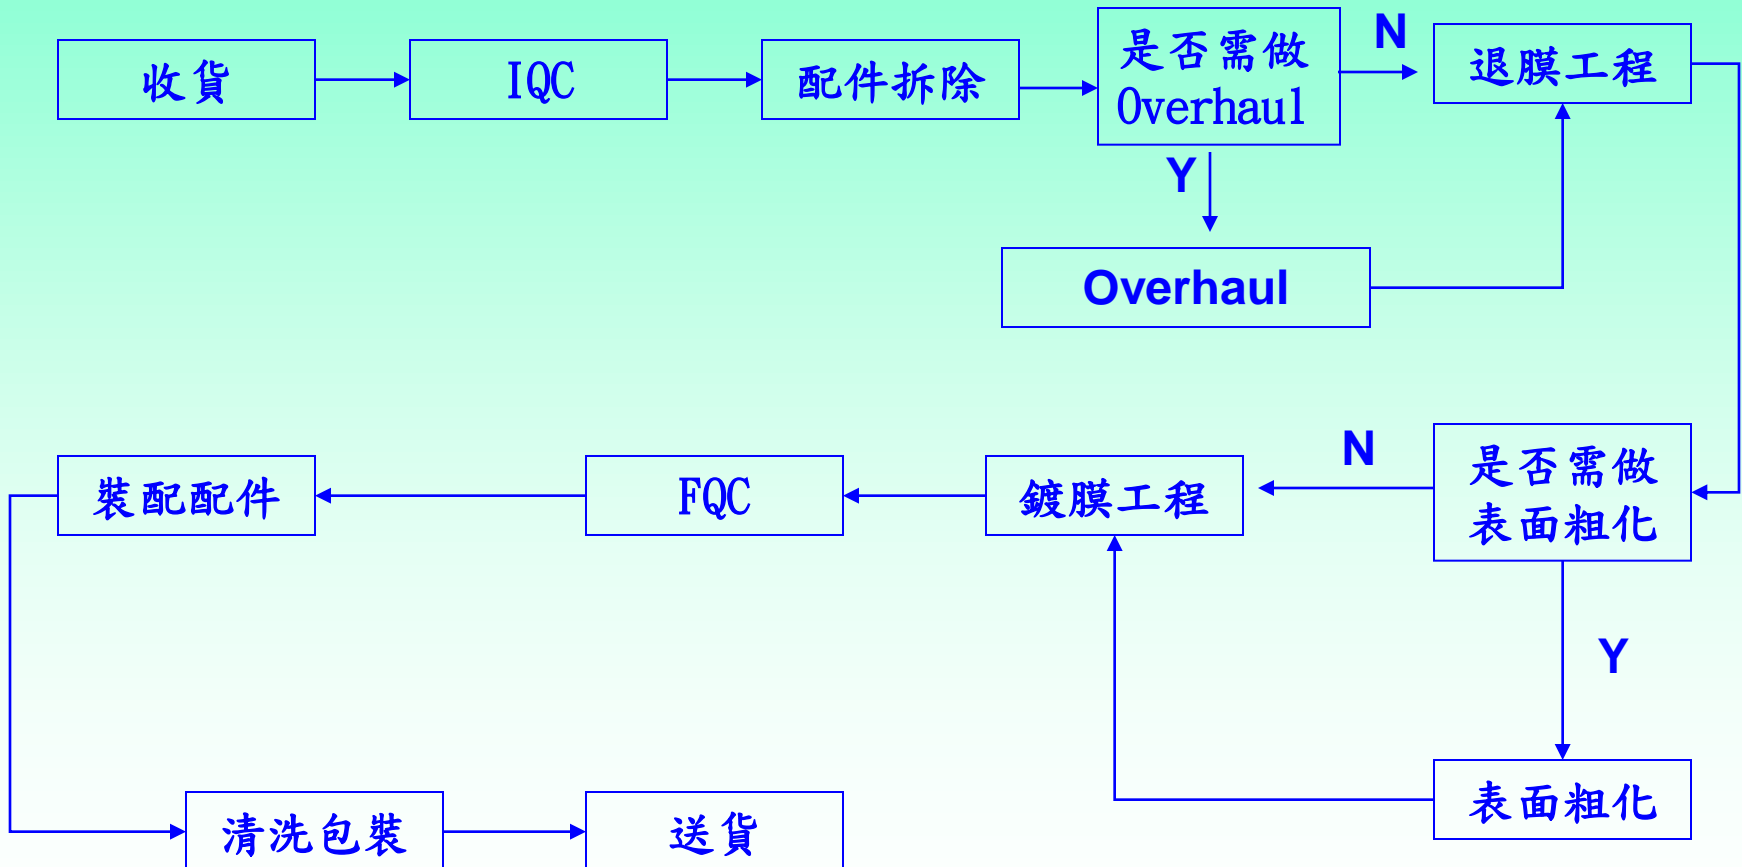 收貨
IQC
配件拆除
是否需做
Overhaul
N
退膜工程
Y
Overhaul
裝配配件
FQC
鍍膜工程
N
是否需做
表面粗化
Y
表面粗化
清洗包裝
送貨